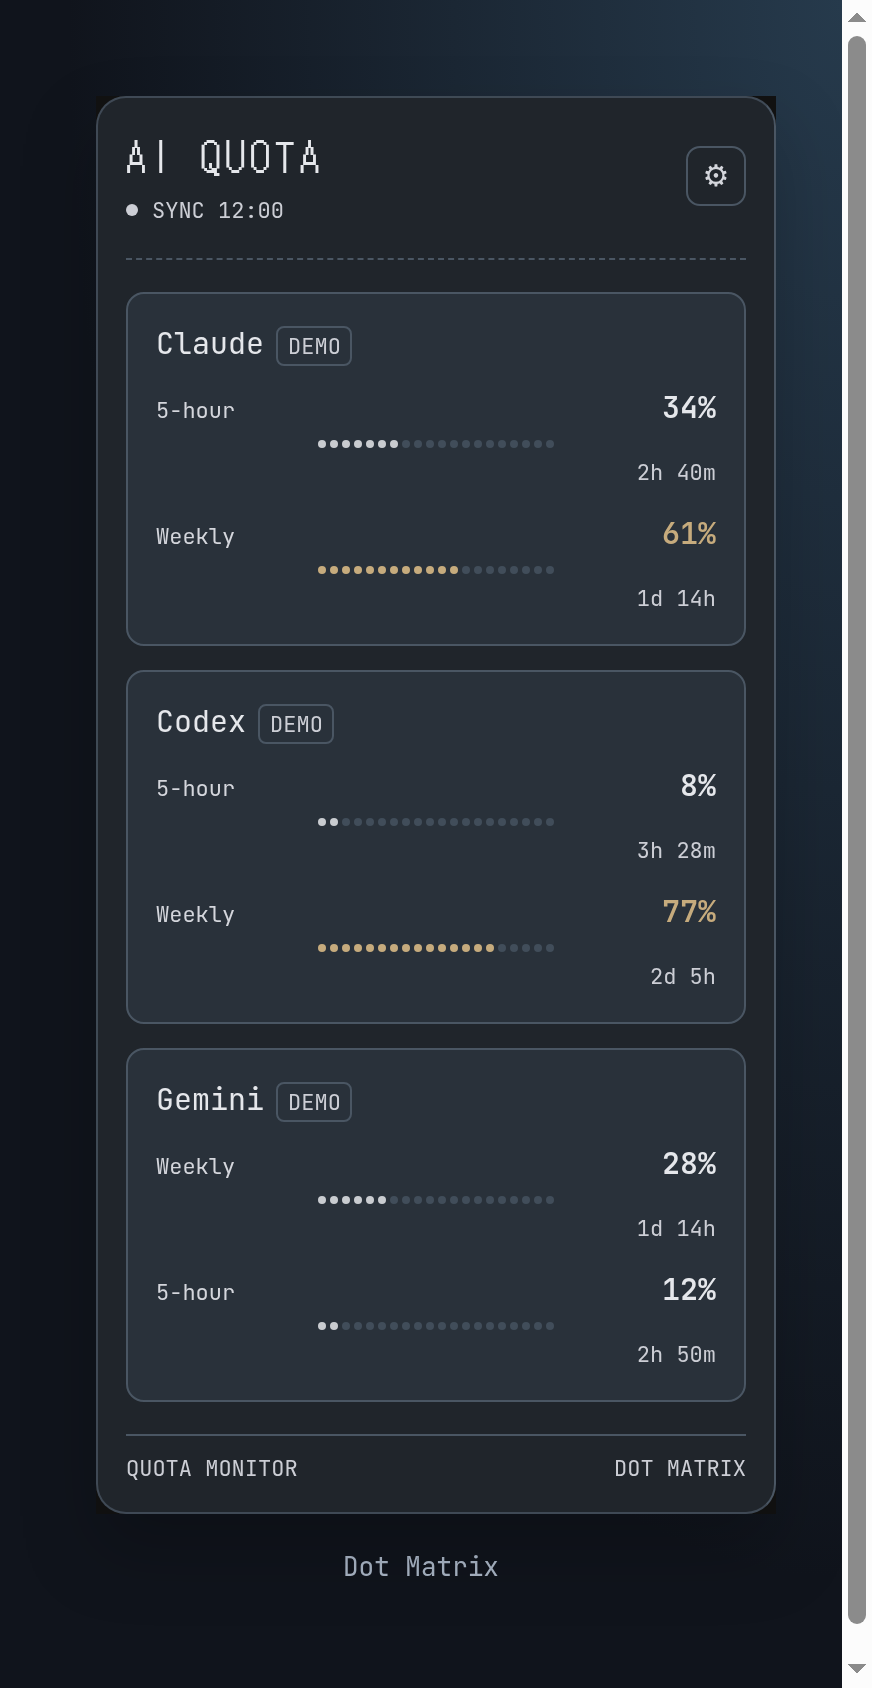 AI QUOTA
SYNC 12:00
Claude DEMO
5-hour 34%
2h 40m
Weekly 61%
1d 14h
Codex DEMO
5-hour 8%
3h 28m
Weekly 77%
2d 5h
Gemini DEMO
Weekly 28%
1d 14h
5-hour 12%
2h 50m
QUOTA MONITOR DOT MATRIX
Dot Matrix